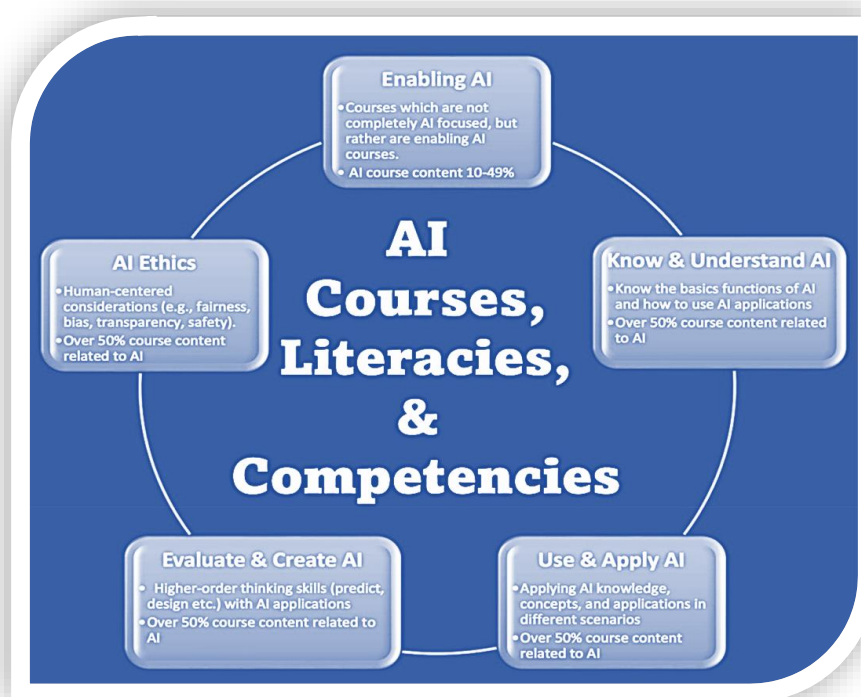 Enabling AI
•Courses which are not
completely AI focused, but
rather are enabling AI
courses.
• AI course content 10-49%
AI Ethics
•Human-centered
considerations (e.g., fairness,
bias, transparency, safety).
•Over 50% course content
related to AI
AI
Courses,
Literacies,
&
Competencies
Know & Understand AI
•Know the basics functions of AI
and how to use AI applications
•Over 50% course content related
to AI
Evaluate & Create AI
• Higher-order thinking skills (predict,
design etc.) with AI applications
•Over 50% course content related to
AI
Use & Apply AI
•Applying AI knowledge,
concepts, and applications in
different scenarios
•Over 50% course content
related to AI